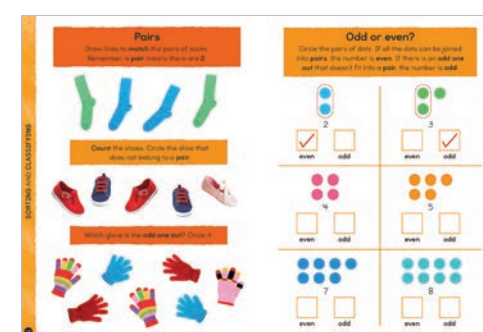 SORTING AND CLASSIFYING
Pairs
Draw lines to match the pairs of socks.
Remember, a pair means there are 2.
Count the shoes. Circle the shoe that
does not belong to a pair.
Which glove is the odd one out? Circle it.
Odd or even?
Circle the pairs of dots. If all the dots can be joined
into pairs, the number is even. If there is an odd one
out that doesn't fit into a pair, the number is odd.
2
even odd
3
even odd
4
even odd
5
even odd
7
even odd
8
even odd